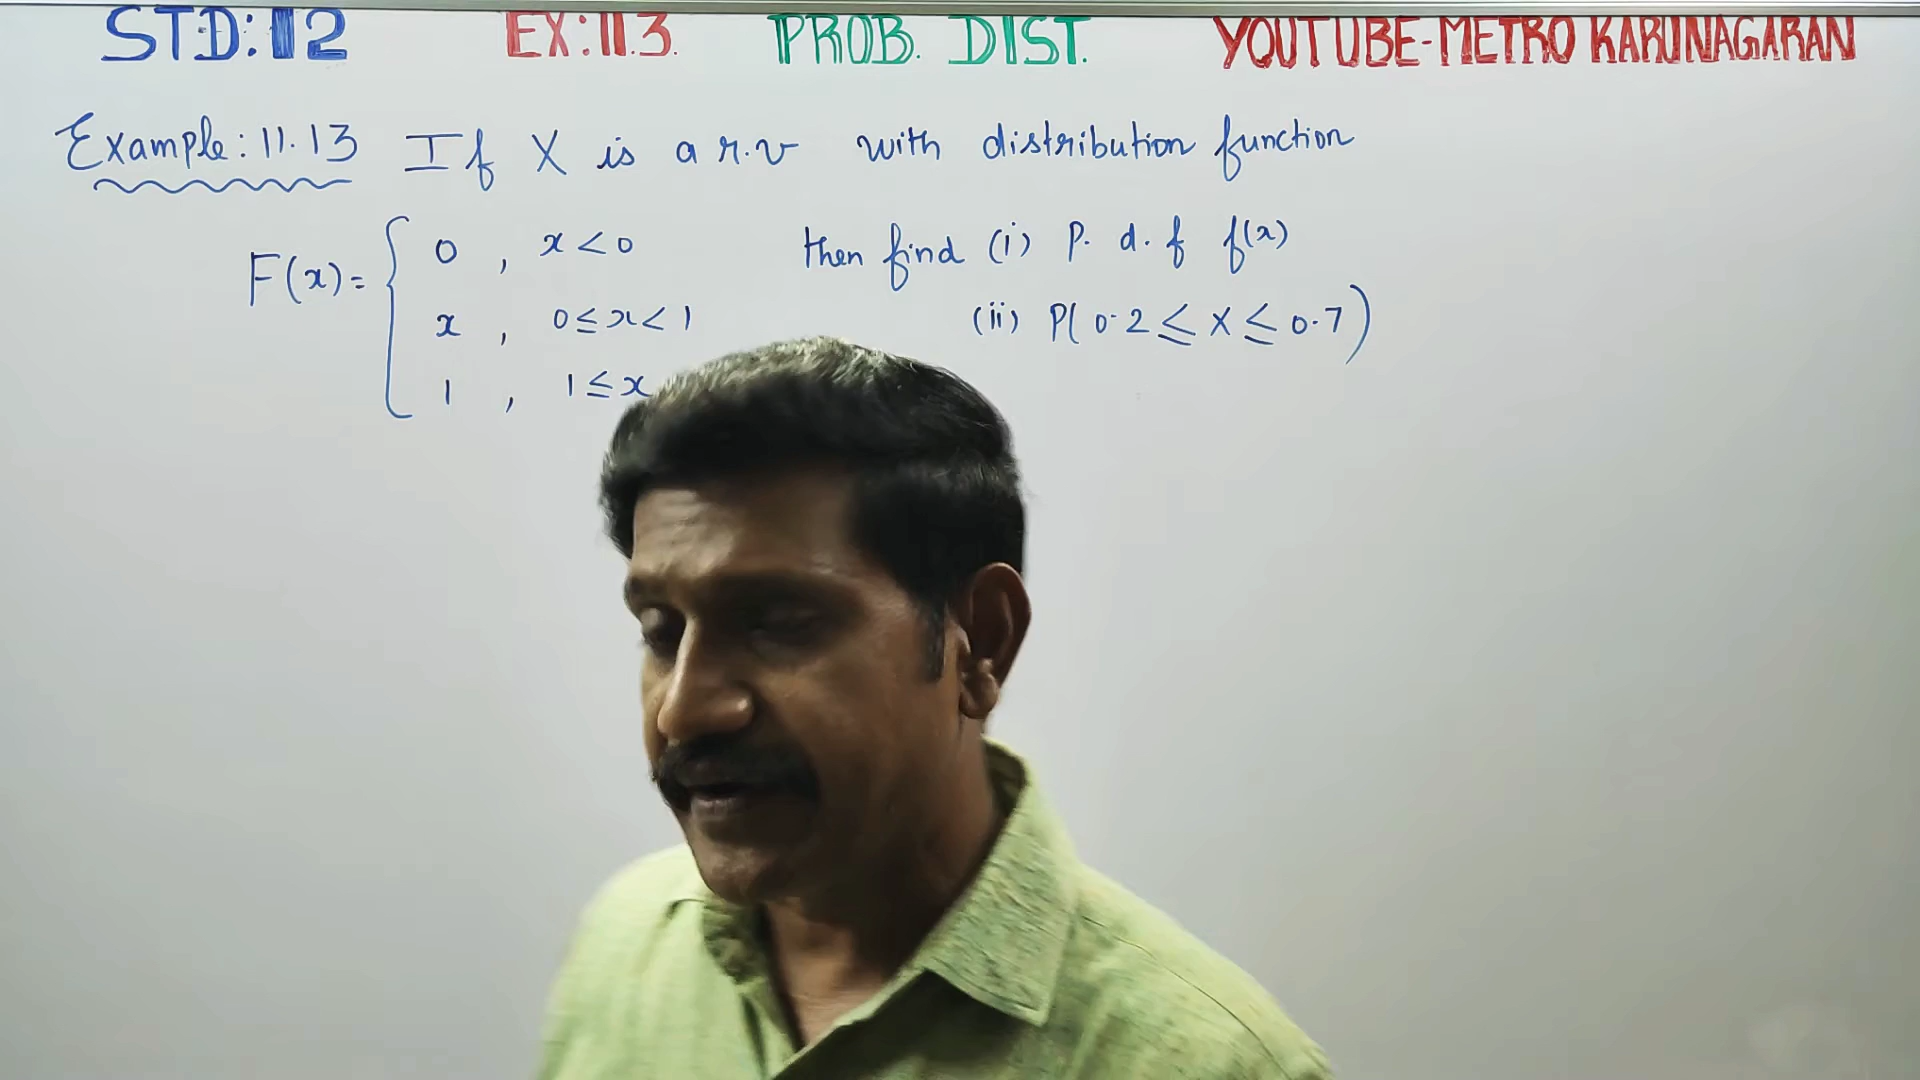 STD:12 EX:11.3. PROB. DIST. YOUTUBE-METRO KARUNAGARAN
Example: 11.13 If X is a r.v with distribution function
F(x)= { 0 , x < 0 then find (i) P. d. f f(x)
x , 0 ≤ x < 1 (ii) P( 0.2 ≤ X ≤ 0.7 )
1 , 1 ≤ x